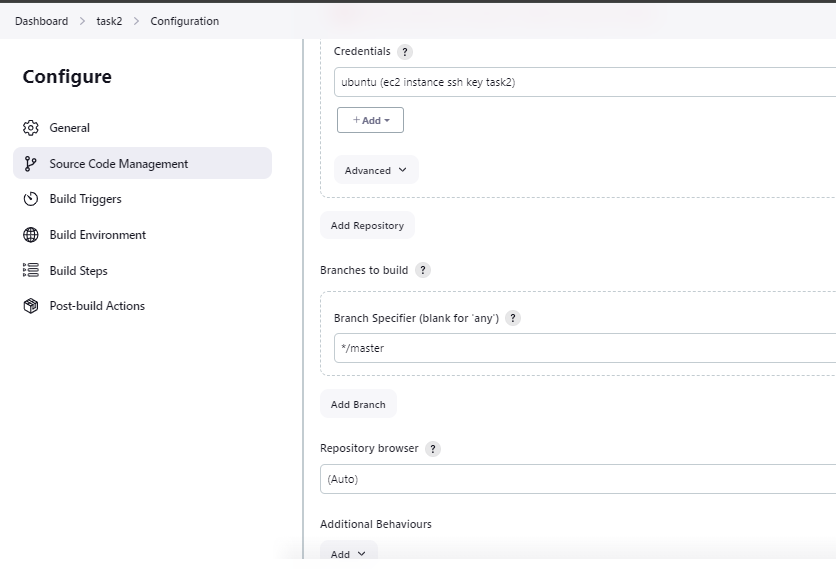 Dashboard > task2 > Configuration
Configure
General
Source Code Management
Build Triggers
Build Environment
Build Steps
Post-build Actions
Credentials ?
ubuntu (ec2 instance ssh key task2)
+ Add
Advanced
Add Repository
Branches to build ?
Branch Specifier (blank for 'any') ?
*/master
Add Branch
Repository browser ?
(Auto)
Additional Behaviours
Add